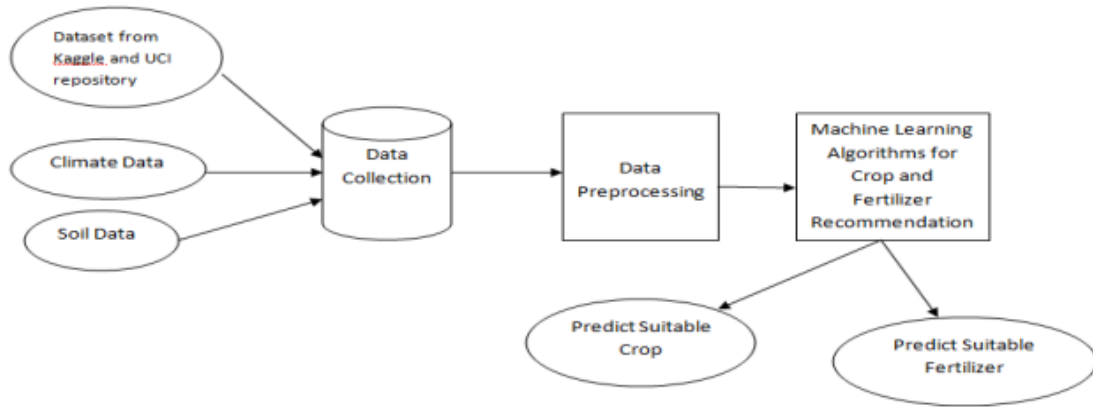 Dataset from
Kaggle and UCI
repository
Climate Data
Soil Data
Data
Collection
Data
Preprocessing
Machine Learning
Algorithms for
Crop and
Fertilizer
Recommendation
Predict Suitable
Crop
Predict Suitable
Fertilizer